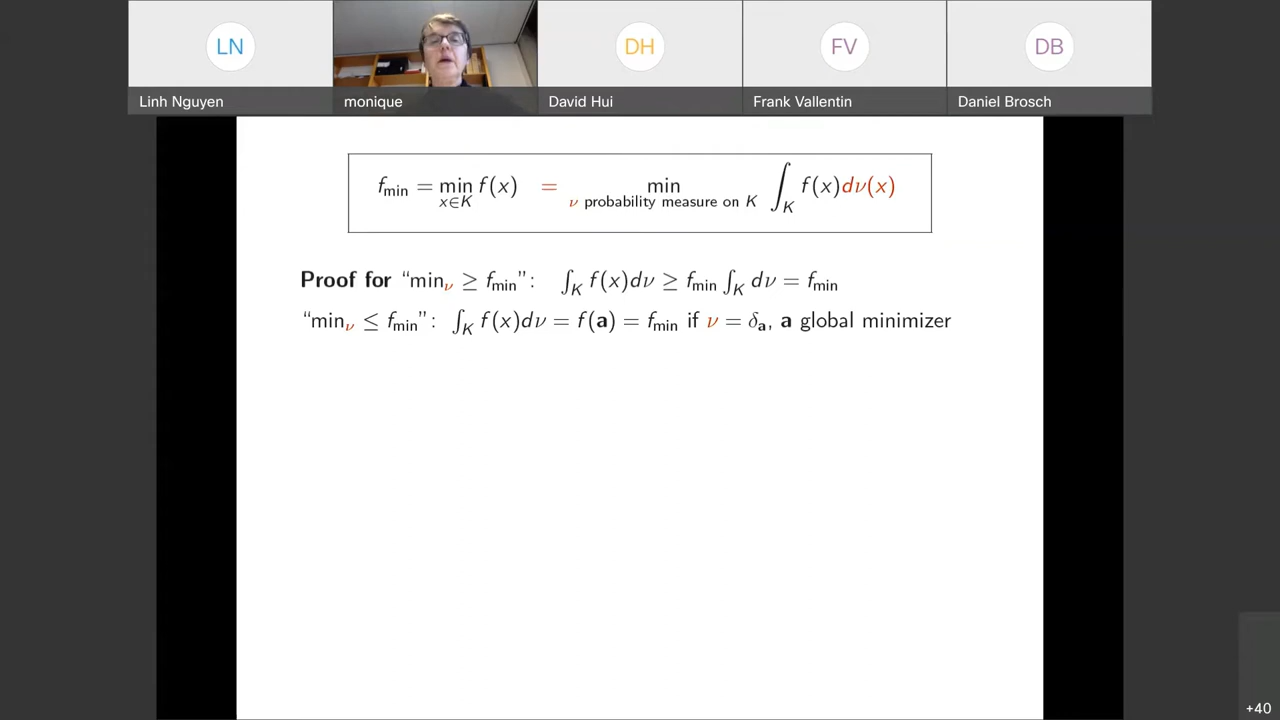 LN
DH
FV
DB
Linh Nguyen
monique
David Hui
Frank Vallentin
Daniel Brosch
f_min = min_{x∈K} f(x) = min_{ν probability measure on K} ∫_K f(x)dν(x)
Proof for “min_ν ≥ f_min”: ∫_K f(x)dν ≥ f_min ∫_K dν = f_min
“min_ν ≤ f_min”: ∫_K f(x)dν = f(a) = f_min if ν = δ_a, a global minimizer
+40